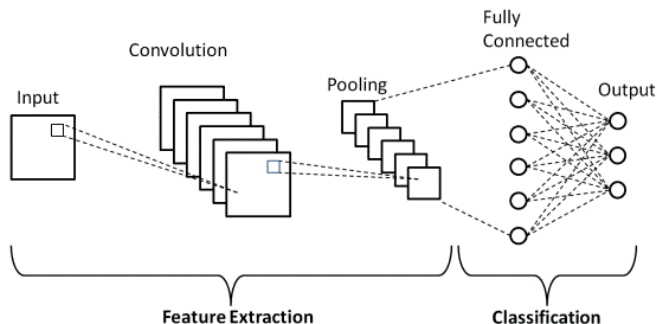 Input
Convolution
Pooling
Fully
Connected
Output
Feature Extraction
Classification